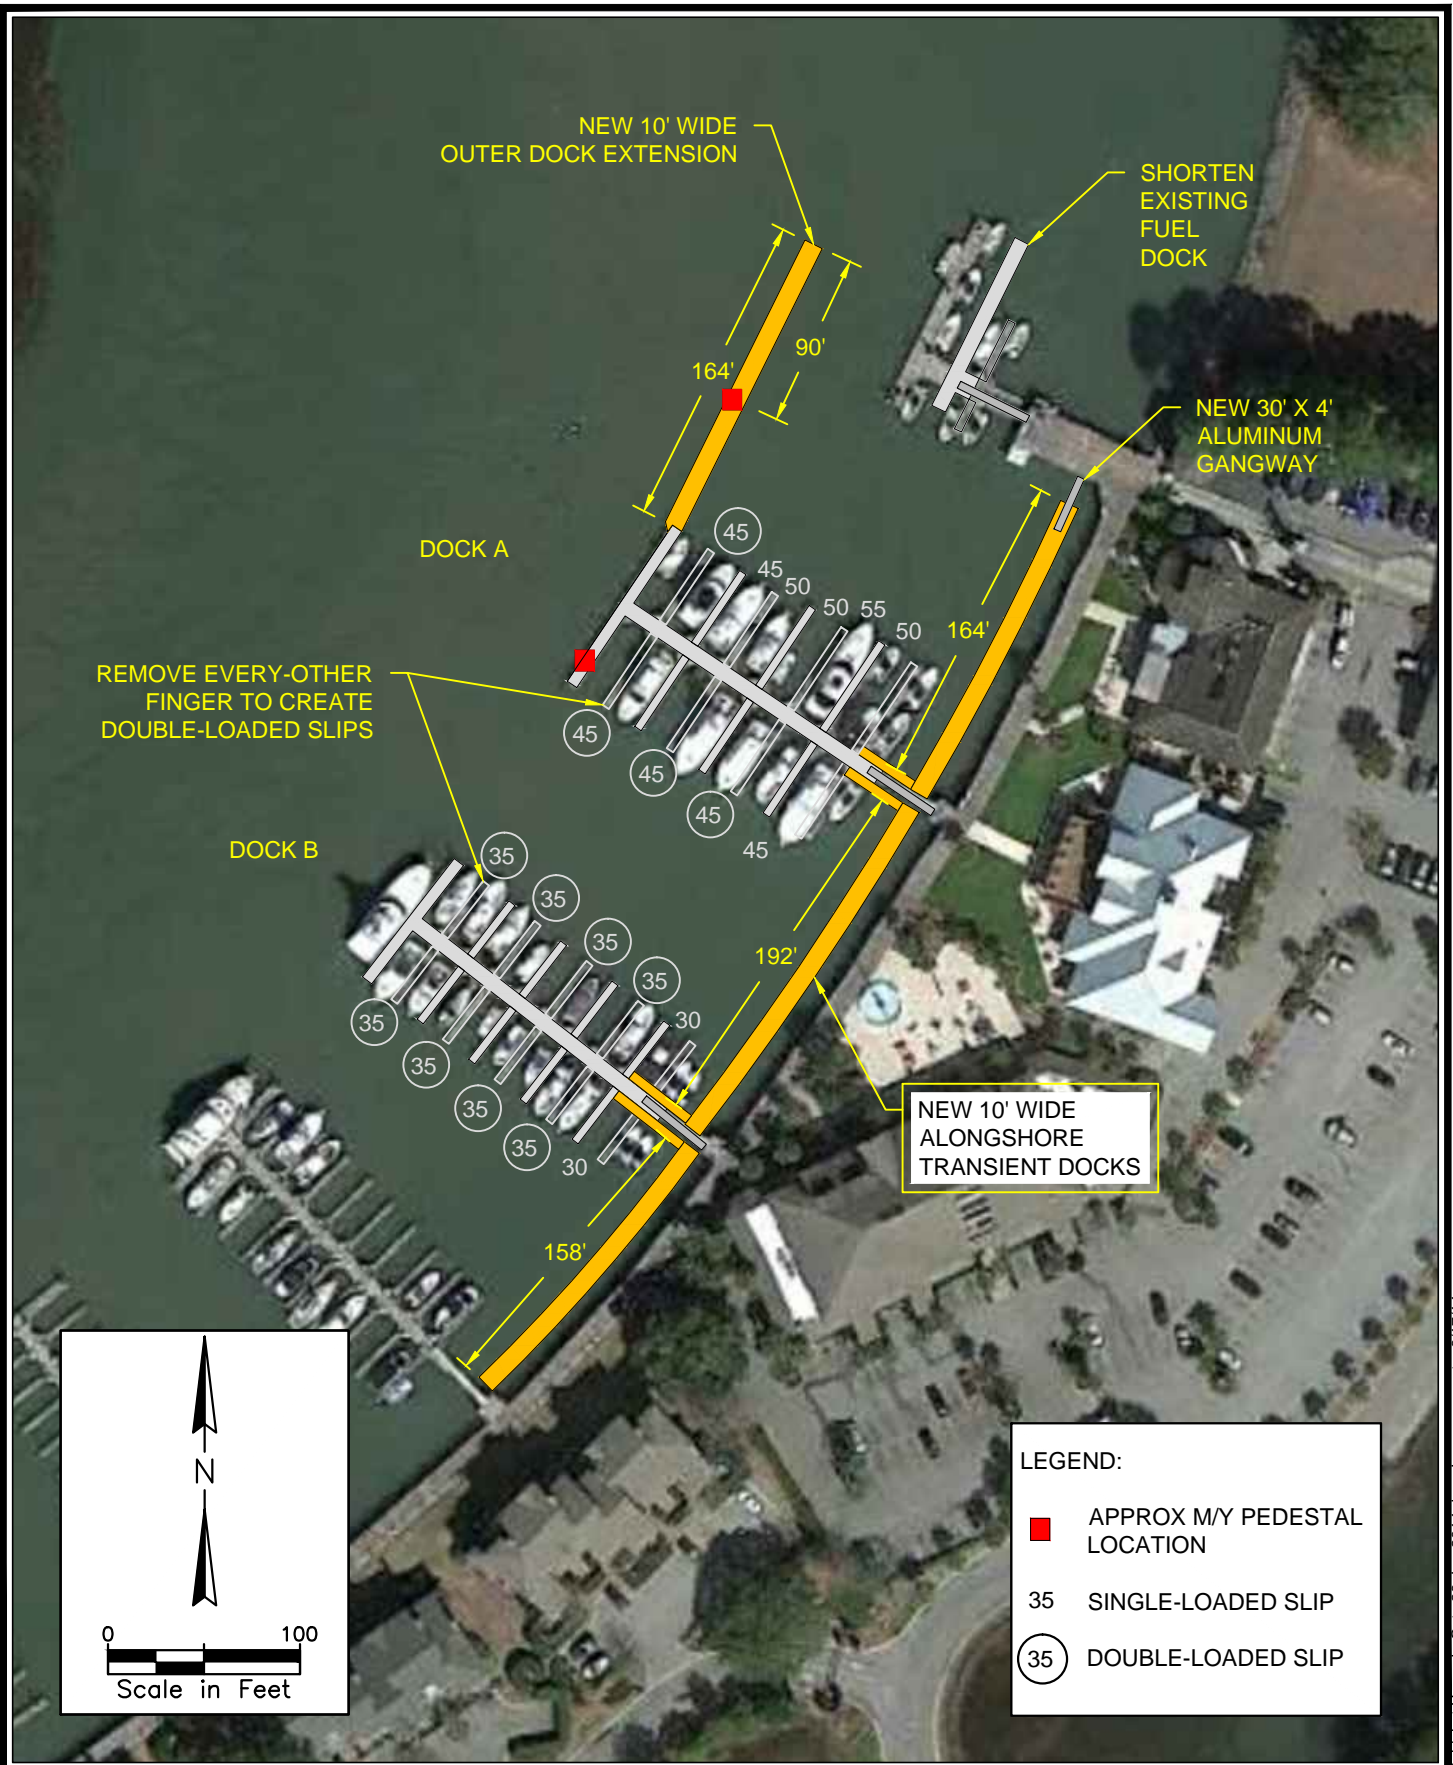 NEW 10' WIDE
OUTER DOCK EXTENSION
SHORTEN
EXISTING
FUEL
DOCK
90'
164'
NEW 30' X 4'
ALUMINUM
GANGWAY
DOCK A
45
45
50
50
55
50
164'
REMOVE EVERY-OTHER
FINGER TO CREATE
DOUBLE-LOADED SLIPS
45
45
45
45
DOCK B
35
35
35
35
30
192'
35
35
35
35
30
NEW 10' WIDE
ALONGSHORE
TRANSIENT DOCKS
158'
N
0 100
Scale in Feet
LEGEND:
APPROX M/Y PEDESTAL
LOCATION
35 SINGLE-LOADED SLIP
35 DOUBLE-LOADED SLIP